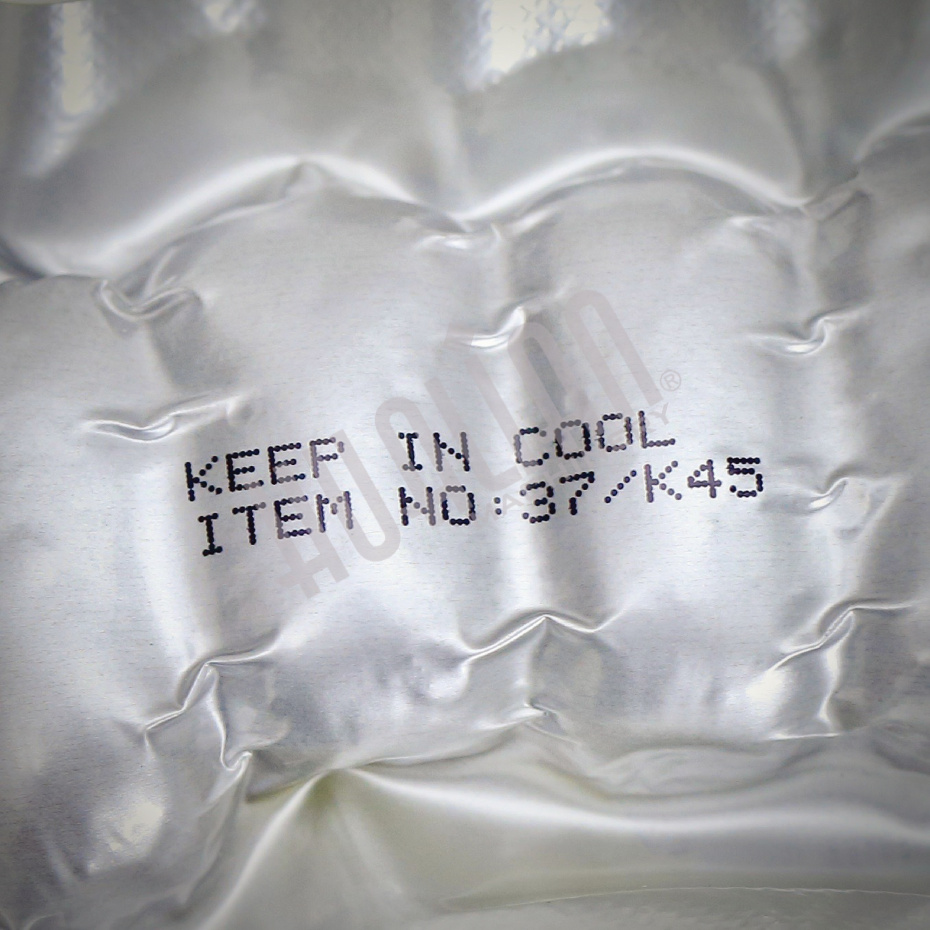 KEEP IN COOL
ITEM NO:37/K45